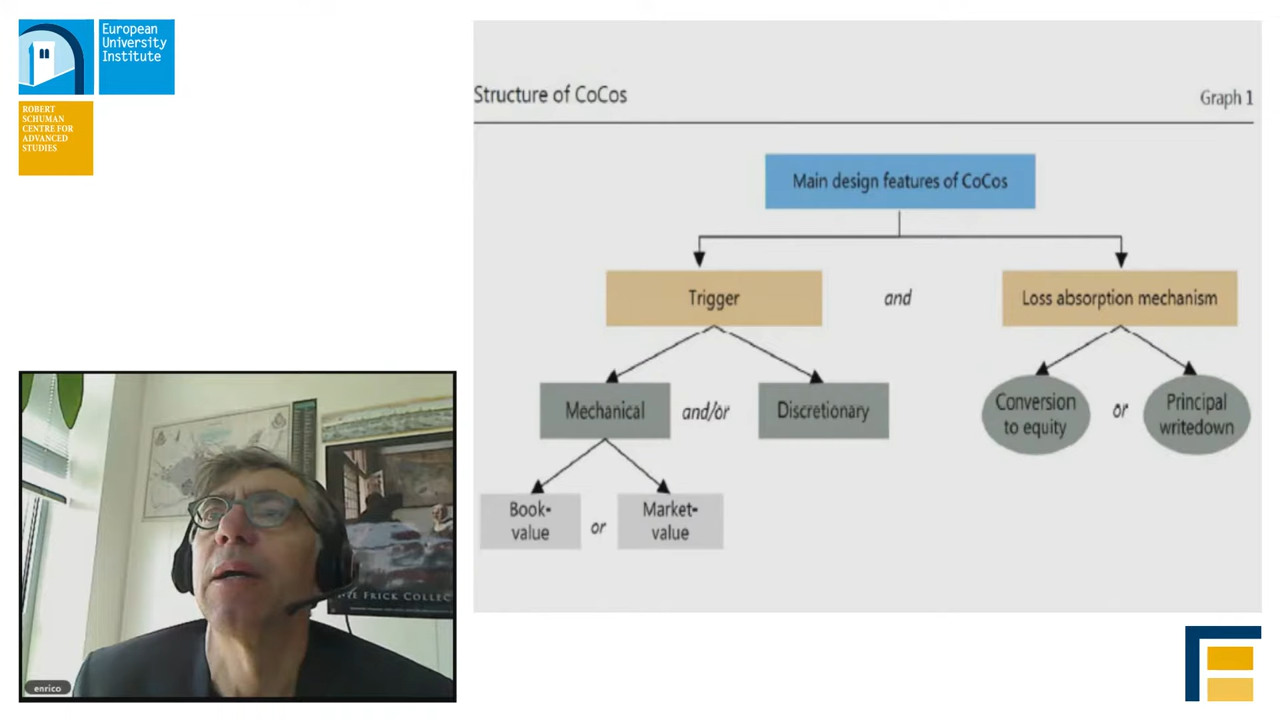 European
University
Institute
ROBERT
SCHUMAN
CENTRE FOR
ADVANCED
STUDIES
Structure of CoCos
Graph 1
Main design features of CoCos
Trigger
and
Loss absorption mechanism
Mechanical
and/or
Discretionary
Conversion
to equity
or
Principal
writedown
Book-
value
or
Market-
value
FRICK COLLEC
enrico